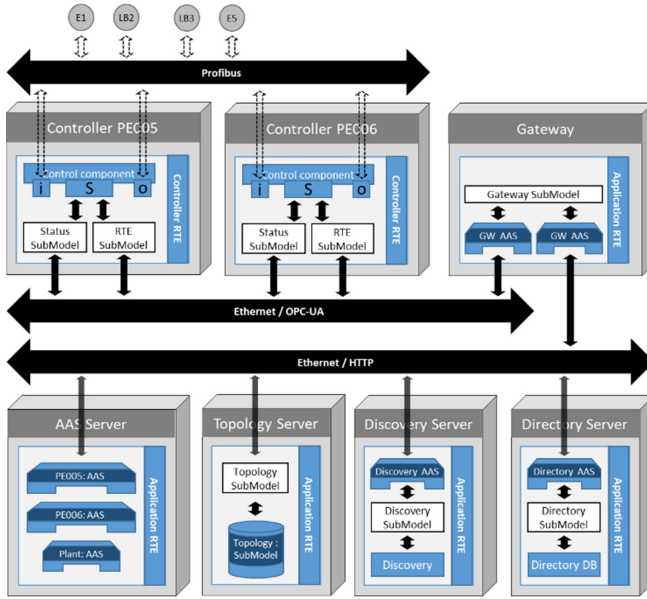 E1 LB2 LB3 E5
Profibus
Controller PE005
Control component
i S o
Status
SubModel
RTE
SubModel
Controller RTE
Controller PE006
Control component
i S o
Status
SubModel
RTE
SubModel
Controller RTE
Gateway
Gateway SubModel
GW AAS
GW AAS
Application RTE
Ethernet / OPC-UA
Ethernet / HTTP
AAS Server
PE005: AAS
PE006: AAS
Plant: AAS
Application RTE
Topology Server
Topology
SubModel
Topology :
SubModel
Application RTE
Discovery Server
Discovery AAS
Discovery
SubModel
Discovery
Application RTE
Directory Server
Directory AAS
Directory
SubModel
Directory DB
Application RTE